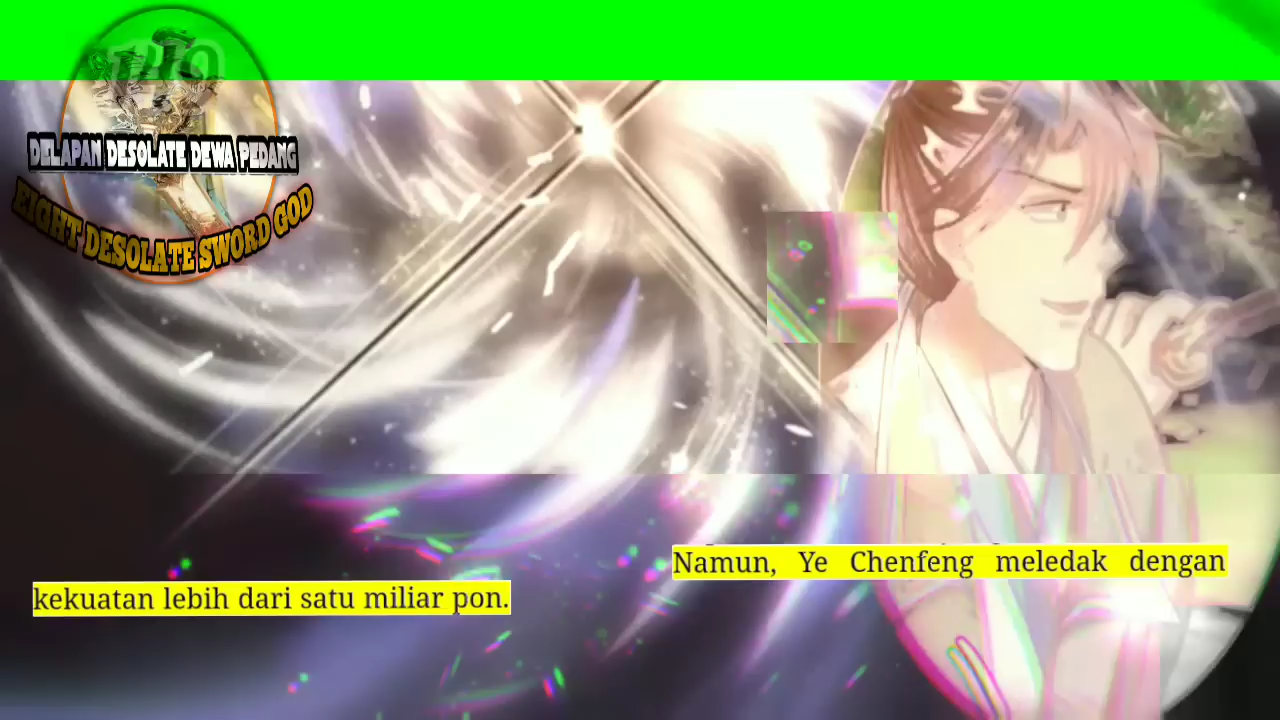 DELAPAN DESOLATE DEWA PEDANG
EIGHT DESOLATE SWORD GOD
Namun, Ye Chenfeng meledak dengan
kekuatan lebih dari satu miliar pon.